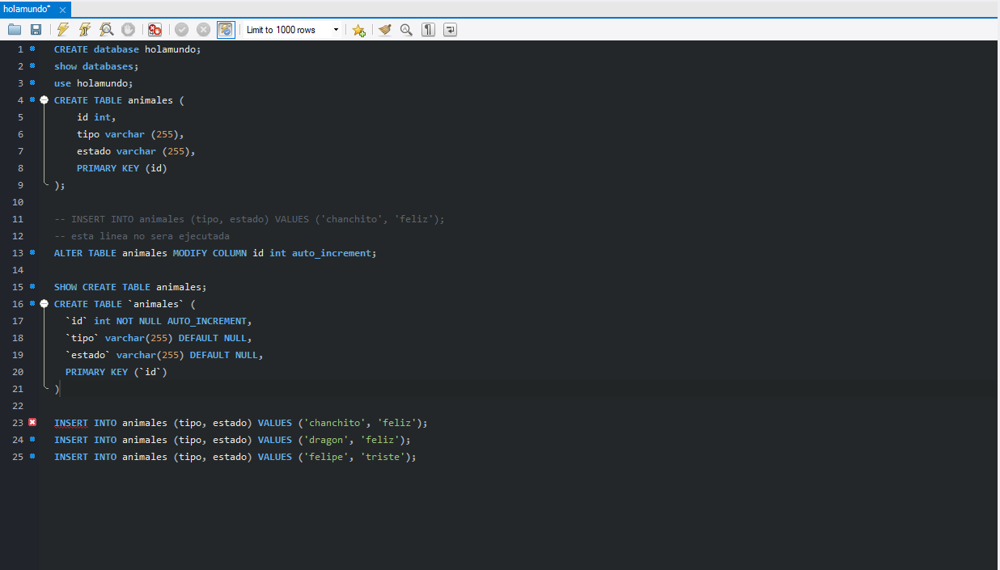 holamundo*
Limit to 1000 rows
1 CREATE database holamundo;
2 show databases;
3 use holamundo;
4 CREATE TABLE animales (
5 id int,
6 tipo varchar (255),
7 estado varchar (255),
8 PRIMARY KEY (id)
9 );
10
11 -- INSERT INTO animales (tipo, estado) VALUES ('chanchito', 'feliz');
12 -- esta linea no sera ejecutada
13 ALTER TABLE animales MODIFY COLUMN id int auto_increment;
14
15 SHOW CREATE TABLE animales;
16 CREATE TABLE `animales` (
17 `id` int NOT NULL AUTO_INCREMENT,
18 `tipo` varchar(255) DEFAULT NULL,
19 `estado` varchar(255) DEFAULT NULL,
20 PRIMARY KEY (`id`)
21 )
22
23 INSERT INTO animales (tipo, estado) VALUES ('chanchito', 'feliz');
24 INSERT INTO animales (tipo, estado) VALUES ('dragon', 'feliz');
25 INSERT INTO animales (tipo, estado) VALUES ('felipe', 'triste');